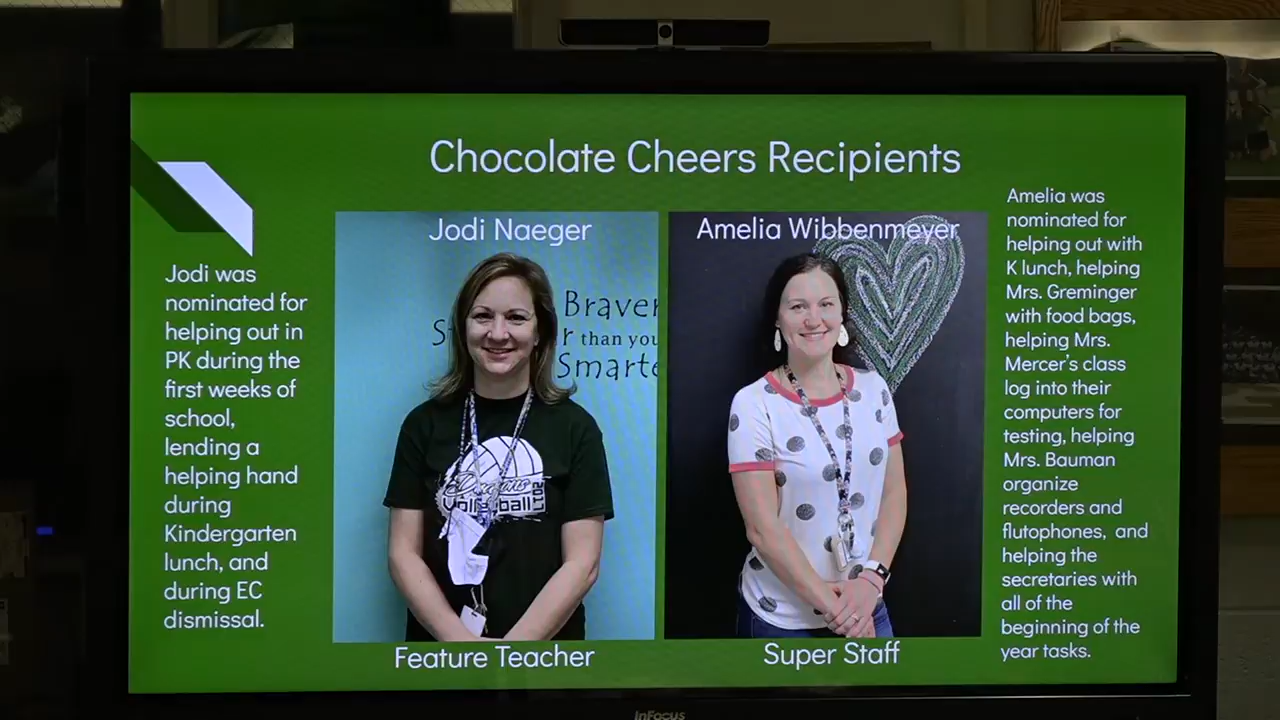 Chocolate Cheers Recipients
Jodi was
nominated for
helping out in
PK during the
first weeks of
school,
lending a
helping hand
during
Kindergarten
lunch, and
during EC
dismissal.
Jodi Naeger
Braver
than you
Smarte
Volleyball
Feature Teacher
Amelia Wibbenmeyer
Super Staff
Amelia was
nominated for
helping out with
K lunch, helping
Mrs. Greminger
with food bags,
helping Mrs.
Mercer's class
log into their
computers for
testing, helping
Mrs. Bauman
organize
recorders and
flutophones, and
helping the
secretaries with
all of the
beginning of the
year tasks.
InFocus